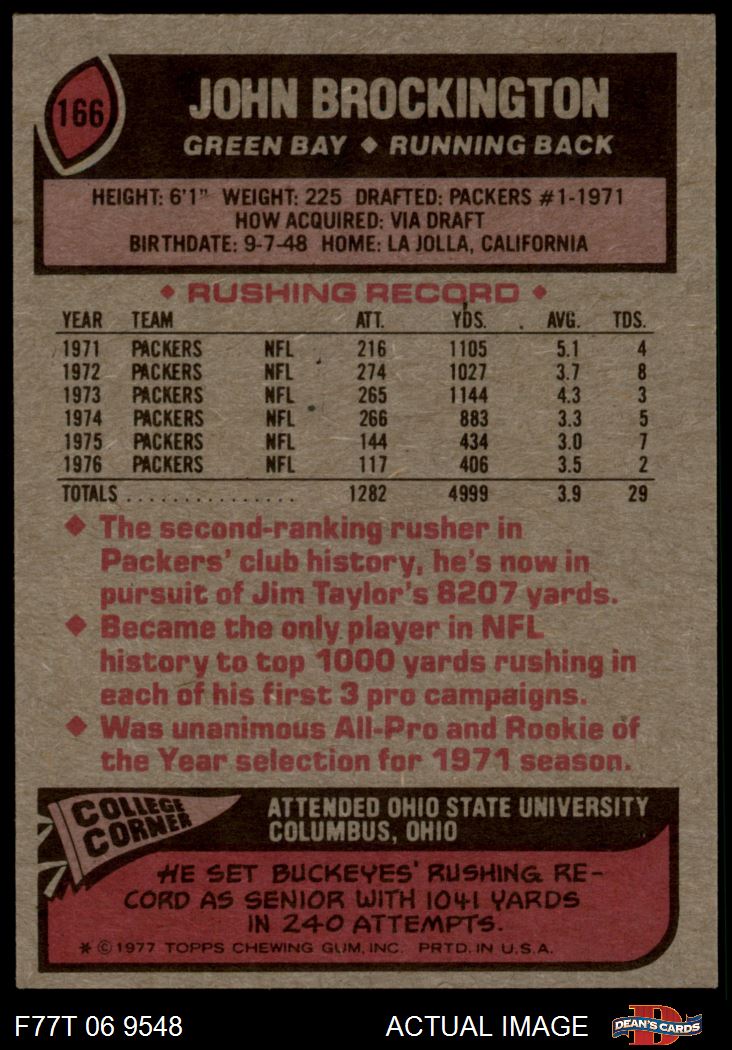 166
JOHN BROCKINGTON
GREEN BAY ◆ RUNNING BACK
HEIGHT: 6'1" WEIGHT: 225 DRAFTED: PACKERS #1-1971
HOW ACQUIRED: VIA DRAFT
BIRTHDATE: 9-7-48 HOME: LA JOLLA, CALIFORNIA
◆ RUSHING RECORD ◆
YEAR TEAM ATT. YDS. AVG. TDS.
1971 PACKERS NFL 216 1105 5.1 4
1972 PACKERS NFL 274 1027 3.7 8
1973 PACKERS NFL 265 1144 4.3 3
1974 PACKERS NFL 266 883 3.3 5
1975 PACKERS NFL 144 434 3.0 7
1976 PACKERS NFL 117 406 3.5 2
TOTALS ................ 1282 4999 3.9 29
◆ The second-ranking rusher in
Packers' club history, he's now in
pursuit of Jim Taylor's 8207 yards.
◆ Became the only player in NFL
history to top 1000 yards rushing in
each of his first 3 pro campaigns.
◆ Was unanimous All-Pro and Rookie of
the Year selection for 1971 season.
COLLEGE
CORNER
ATTENDED OHIO STATE UNIVERSITY
COLUMBUS, OHIO
HE SET BUCKEYES' RUSHING RE-
CORD AS SENIOR WITH 1041 YARDS
IN 240 ATTEMPTS.
* © 1977 TOPPS CHEWING GUM, INC. PRTD. IN U.S.A.
F77T 06 9548 ACTUAL IMAGE
D
DEAN'S CARDS